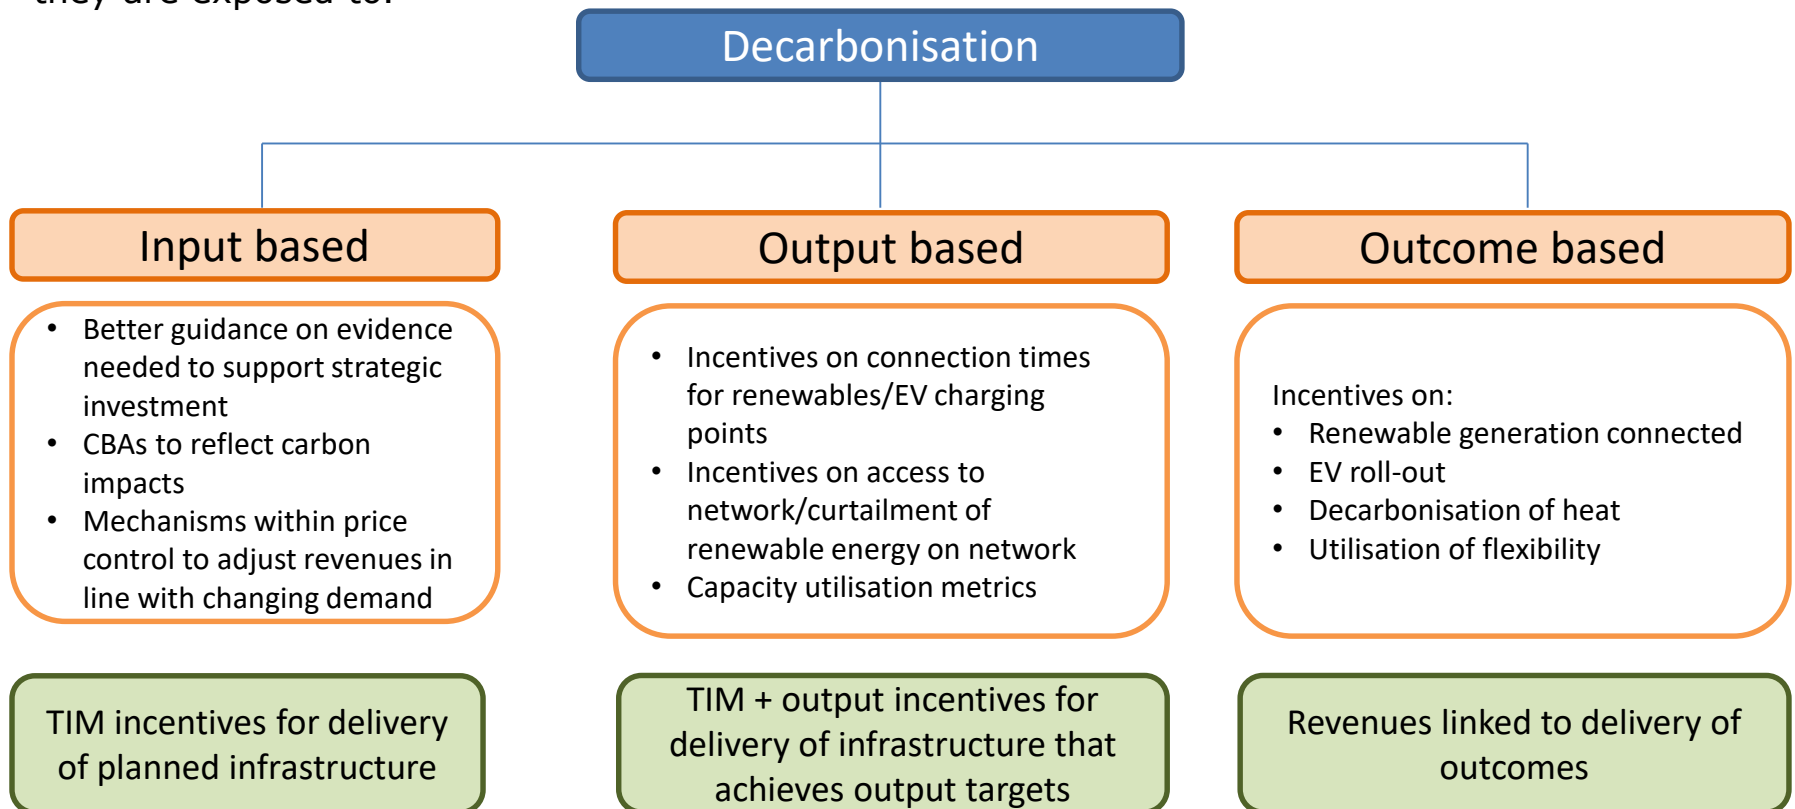 they are exposed to.
Decarbonisation
Input based
• Better guidance on evidence
needed to support strategic
investment
• CBAs to reflect carbon
impacts
• Mechanisms within price
control to adjust revenues in
line with changing demand
TIM incentives for delivery
of planned infrastructure
Output based
• Incentives on connection times
for renewables/EV charging
points
• Incentives on access to
network/curtailment of
renewable energy on network
• Capacity utilisation metrics
TIM + output incentives for
delivery of infrastructure that
achieves output targets
Outcome based
Incentives on:
• Renewable generation connected
• EV roll-out
• Decarbonisation of heat
• Utilisation of flexibility
Revenues linked to delivery of
outcomes